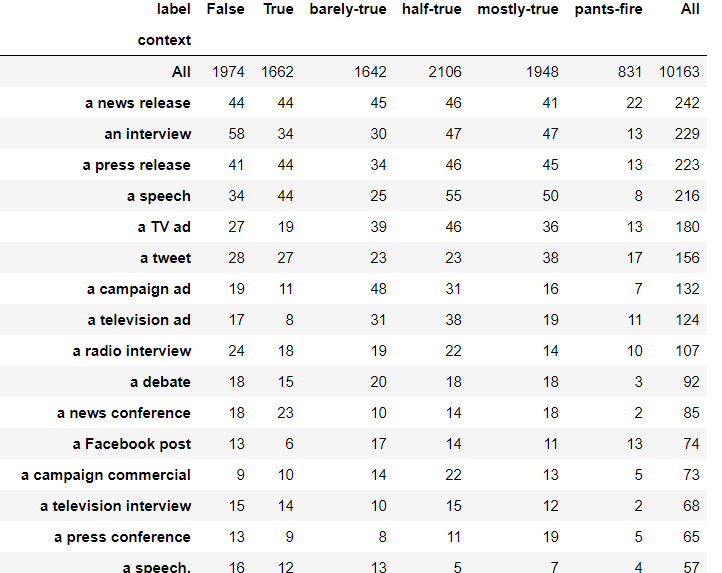 label False True barely-true half-true mostly-true pants-fire All
context
All 1974 1662 1642 2106 1948 831 10163
a news release 44 44 45 46 41 22 242
an interview 58 34 30 47 47 13 229
a press release 41 44 34 46 45 13 223
a speech 34 44 25 55 50 8 216
a TV ad 27 19 39 46 36 13 180
a tweet 28 27 23 23 38 17 156
a campaign ad 19 11 48 31 16 7 132
a television ad 17 8 31 38 19 11 124
a radio interview 24 18 19 22 14 10 107
a debate 18 15 20 18 18 3 92
a news conference 18 23 10 14 18 2 85
a Facebook post 13 6 17 14 11 13 74
a campaign commercial 9 10 14 22 13 5 73
a television interview 15 14 10 15 12 2 68
a press conference 13 9 8 11 19 5 65
a speech. 16 12 13 5 7 4 57